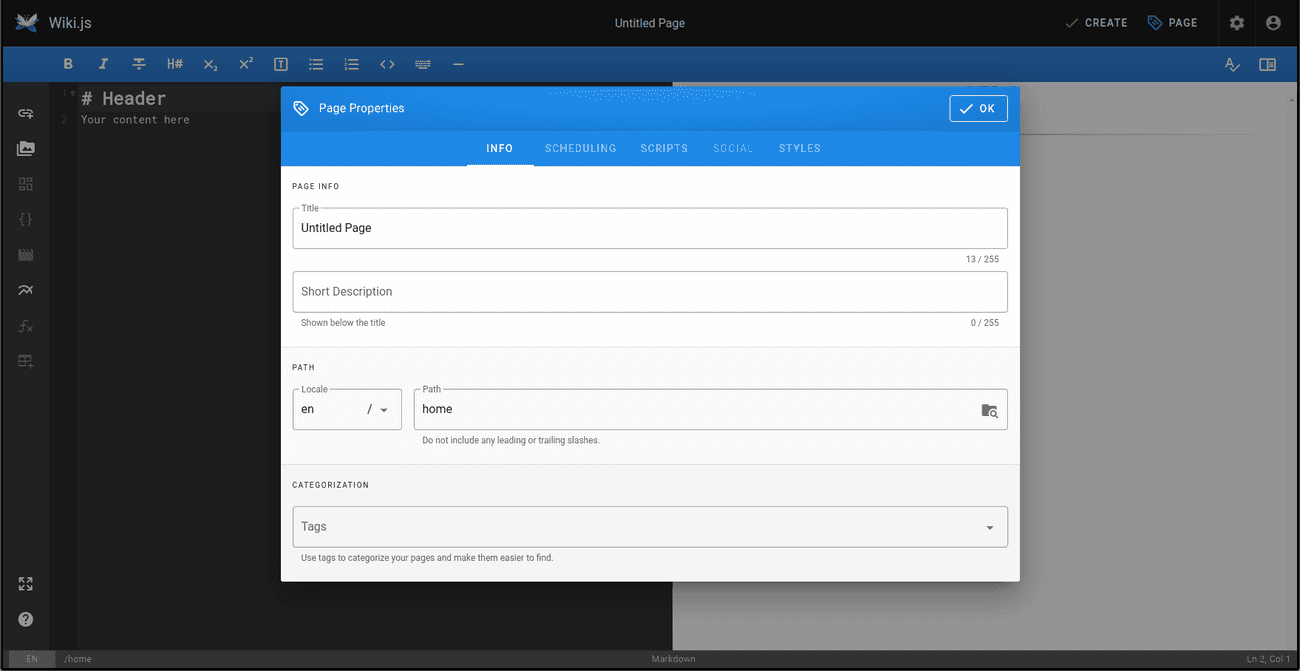 Wiki.js
Untitled Page
CREATE
PAGE
B I T H# X₂ X² T
1 # Header
2 Your content here
Page Properties
OK
INFO SCHEDULING SCRIPTS SOCIAL STYLES
PAGE INFO
Title
Untitled Page
13 / 255
Short Description
Shown below the title
0 / 255
PATH
Locale
en /
Path
home
Do not include any leading or trailing slashes.
CATEGORIZATION
Tags
Use tags to categorize your pages and make them easier to find.
EN /home Markdown Ln 2, Col 1